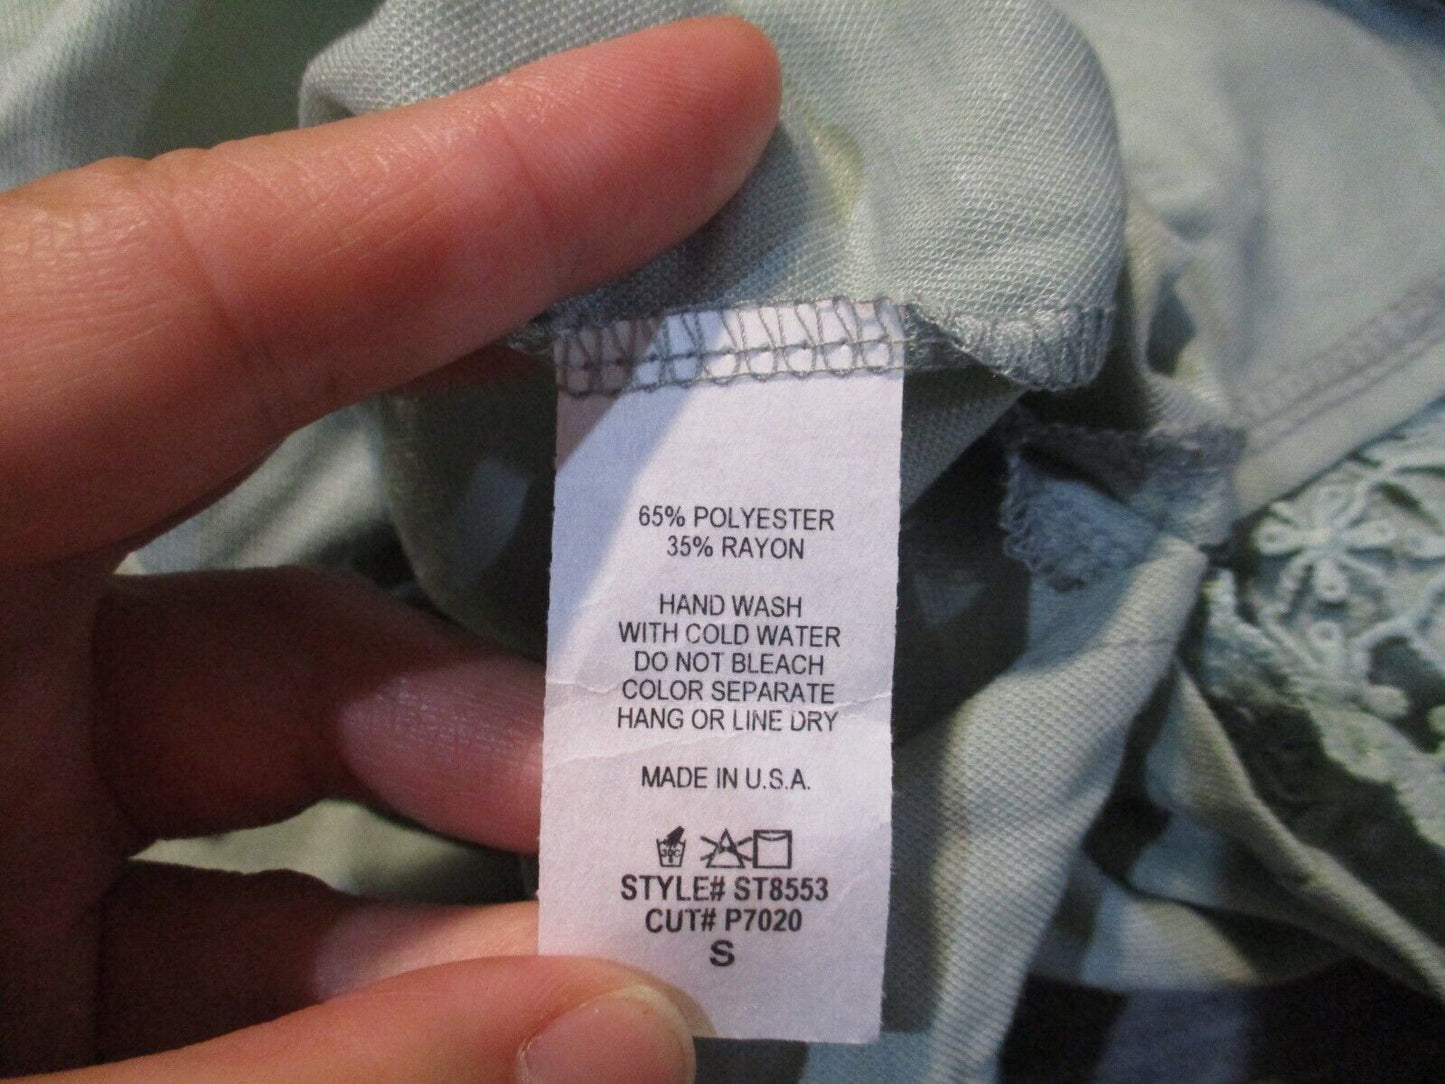 65% POLYESTER
35% RAYON
HAND WASH
WITH COLD WATER
DO NOT BLEACH
COLOR SEPARATE
HANG OR LINE DRY
MADE IN U.S.A.
30C
STYLE# ST8553
CUT# P7020
S